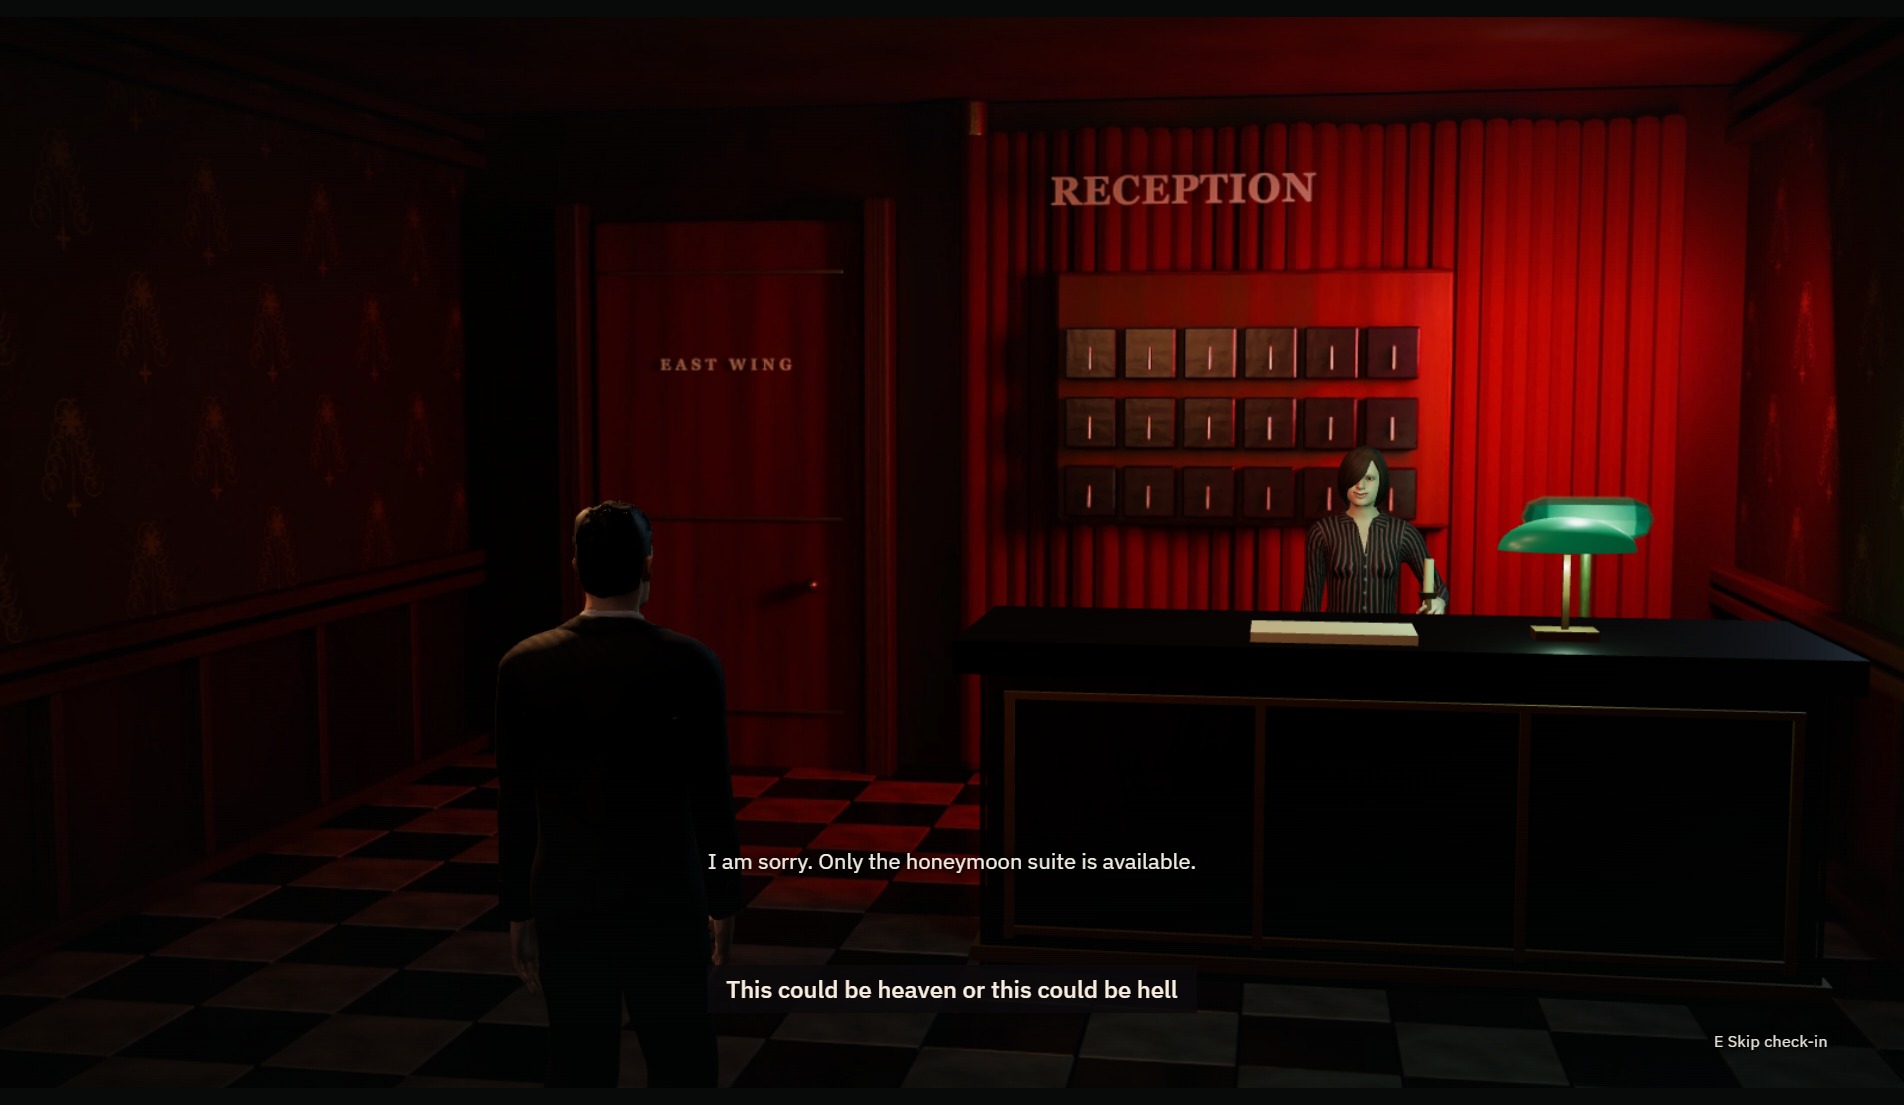 RECEPTION
EAST WING
I am sorry. Only the honeymoon suite is available.
This could be heaven or this could be hell
E Skip check-in